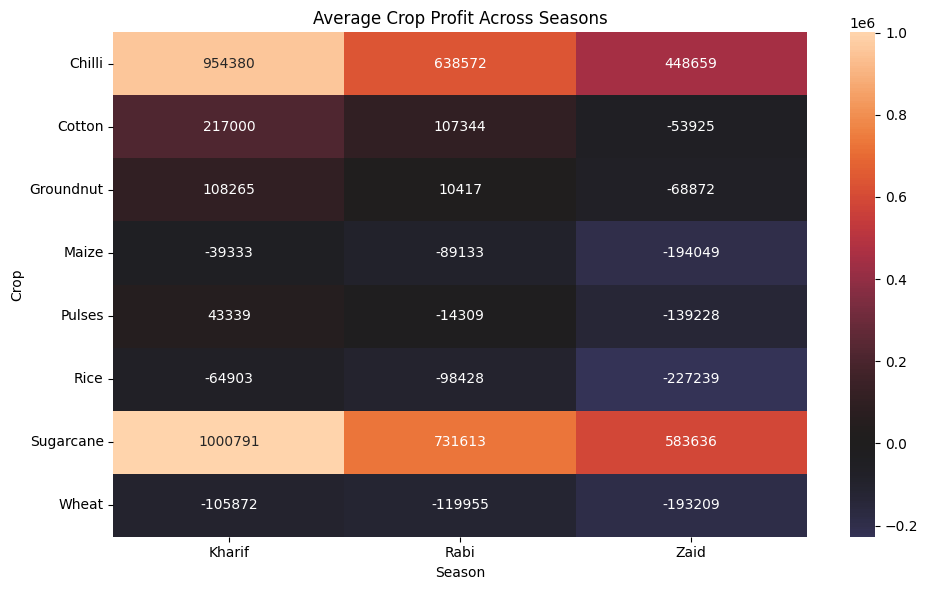 Average Crop Profit Across Seasons
1e6
Chilli 954380 638572 448659
Cotton 217000 107344 -53925
Groundnut 108265 10417 -68872
Maize -39333 -89133 -194049
Pulses 43339 -14309 -139228
Rice -64903 -98428 -227239
Sugarcane 1000791 731613 583636
Wheat -105872 -119955 -193209
Crop
Kharif Rabi Zaid
Season
1.0
0.8
0.6
0.4
0.2
0.0
−0.2